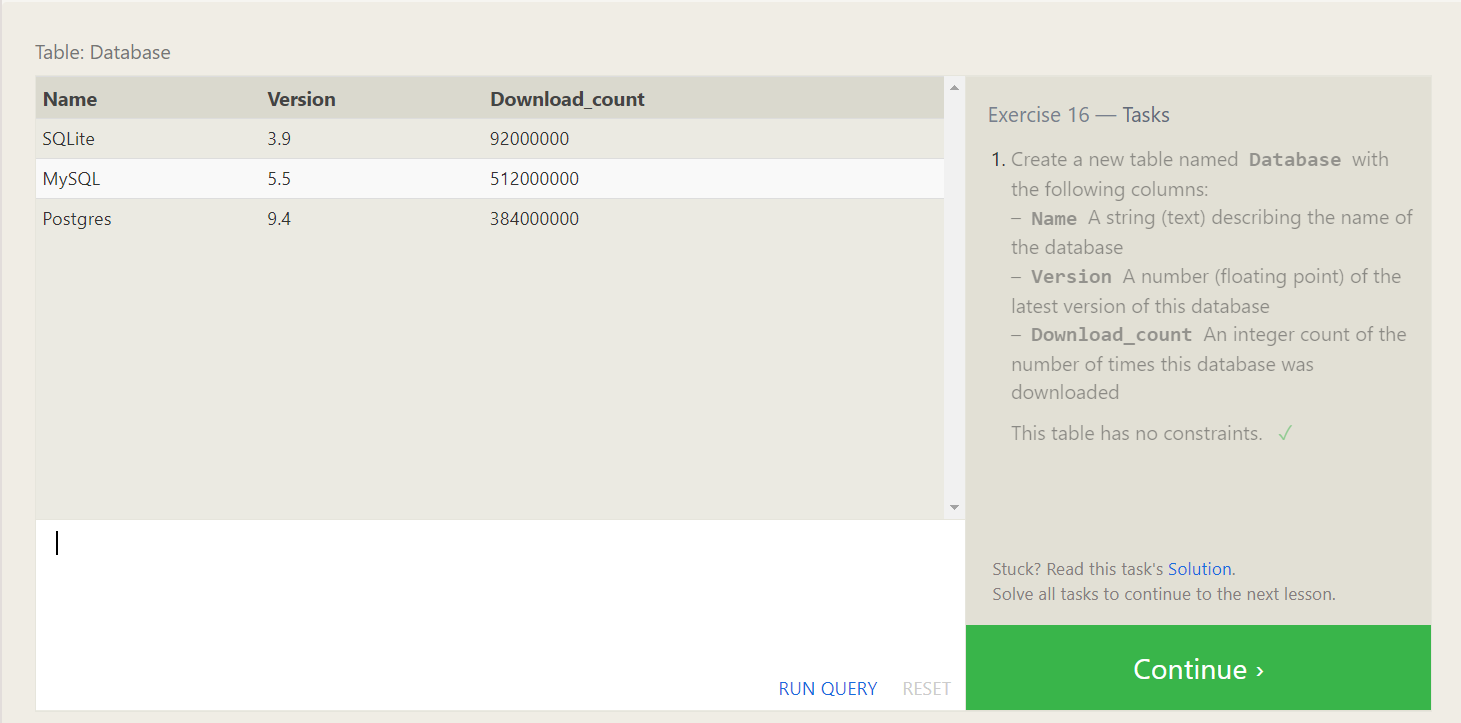 Table: Database
Name Version Download_count
SQLite 3.9 92000000
MySQL 5.5 512000000
Postgres 9.4 384000000
RUN QUERY RESET
Exercise 16 — Tasks
1. Create a new table named Database with
the following columns:
– Name A string (text) describing the name of
the database
– Version A number (floating point) of the
latest version of this database
– Download_count An integer count of the
number of times this database was
downloaded
This table has no constraints. ✓
Stuck? Read this task's Solution.
Solve all tasks to continue to the next lesson.
Continue ›